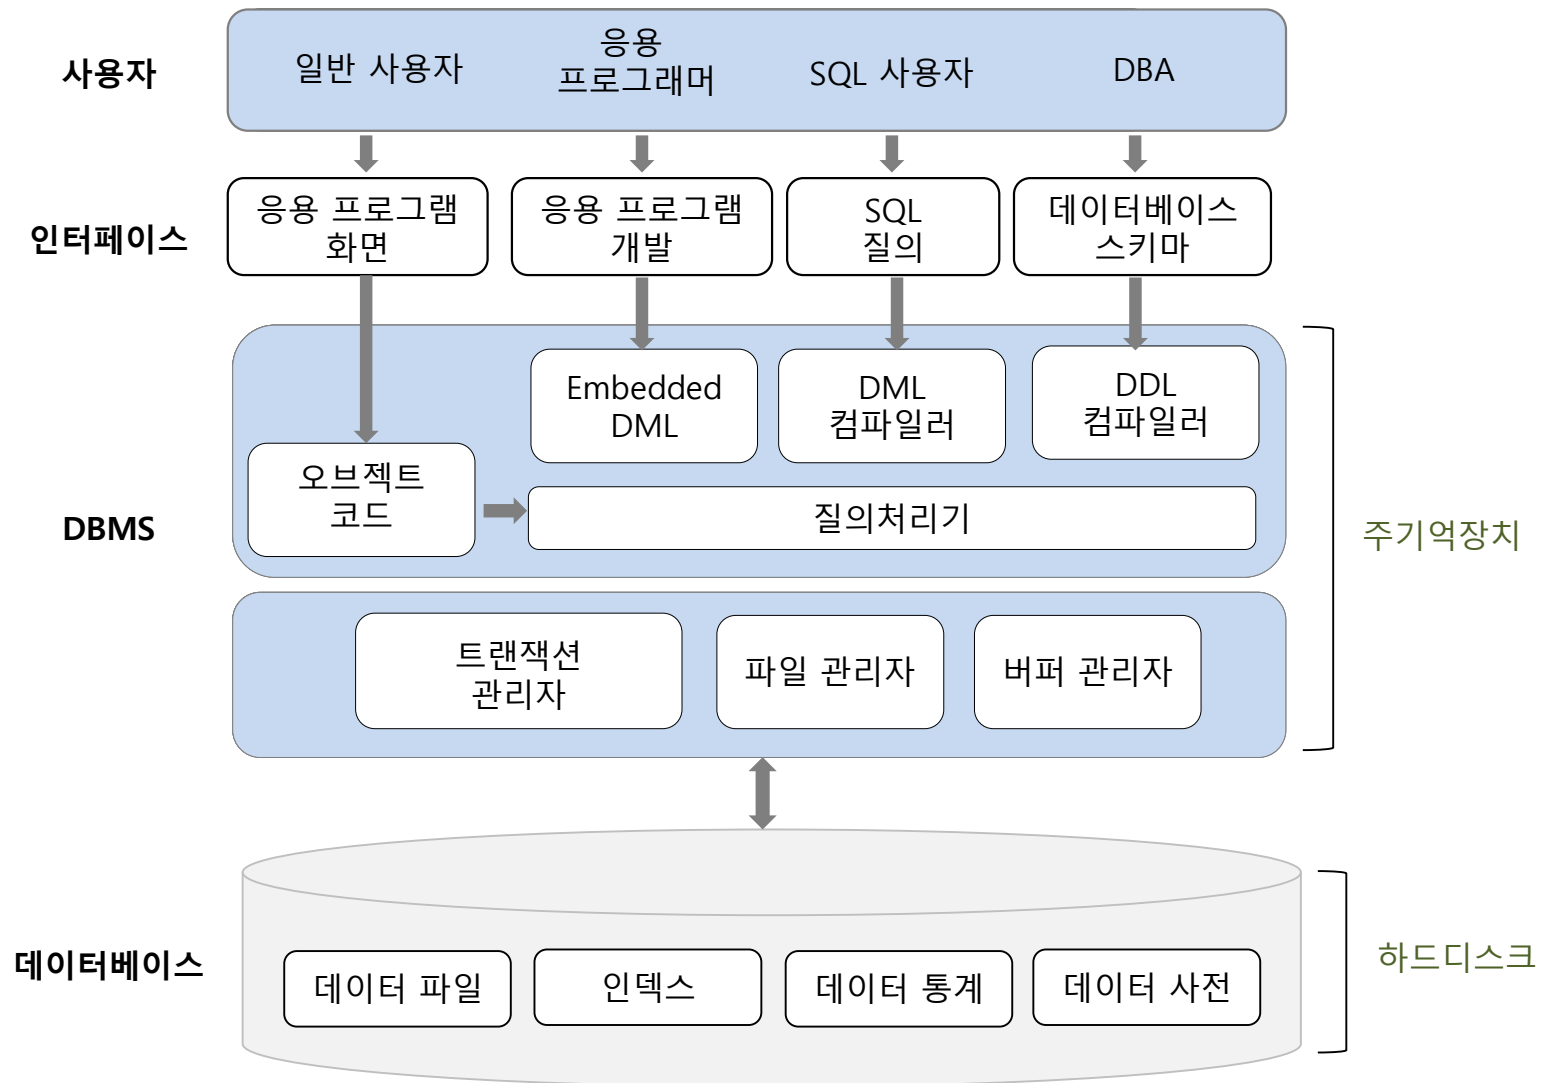 사용자
일반 사용자
응용
프로그래머
SQL 사용자
DBA
인터페이스
응용 프로그램
화면
응용 프로그램
개발
SQL
질의
데이터베이스
스키마
DBMS
Embedded
DML
DML
컴파일러
DDL
컴파일러
오브젝트
코드
질의처리기
트랜잭션
관리자
파일 관리자
버퍼 관리자
주기억장치
데이터베이스
데이터 파일
인덱스
데이터 통계
데이터 사전
하드디스크